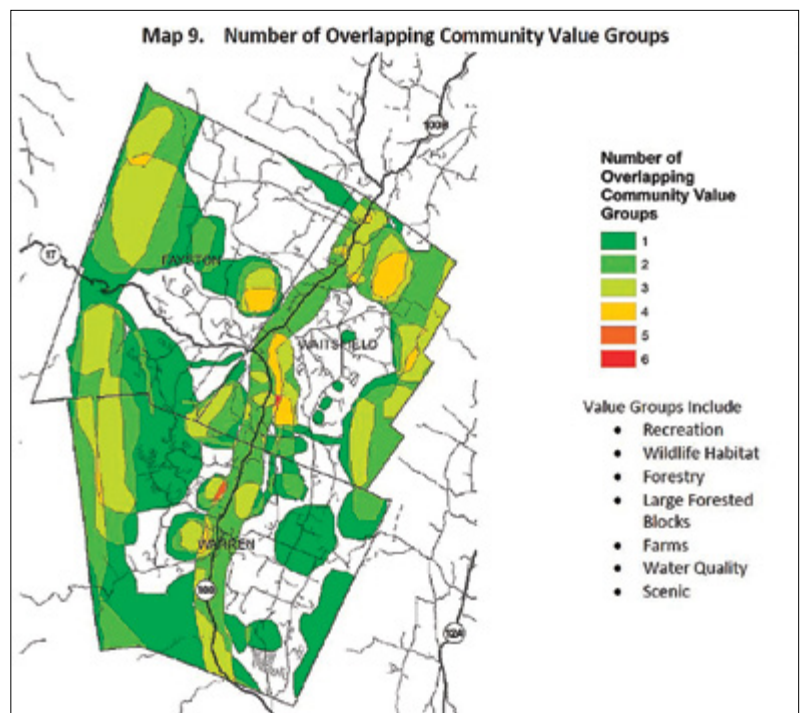 Map 9. Number of Overlapping Community Value Groups
100B
17
FAYSTON
WAITSFIELD
WARREN
100
12A
Number of
Overlapping
Community Value
Groups
1
2
3
4
5
6
Value Groups Include
• Recreation
• Wildlife Habitat
• Forestry
• Large Forested
Blocks
• Farms
• Water Quality
• Scenic